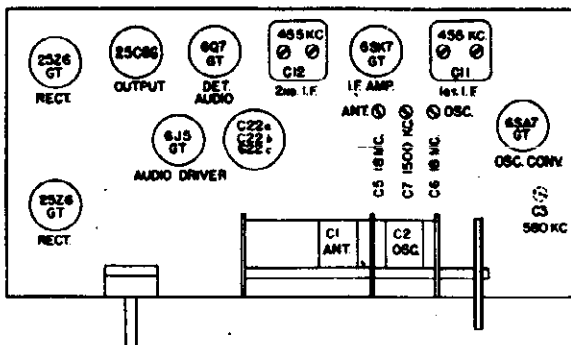 25Z6
GT
RECT.
25C6G
OUTPUT
6Q7
GT
DET.
AUDIO
455 KC
C12
2ND. I.F.
6SK7
GT
I.F. AMP.
455 KC.
C11
1st. I.F.
ANT.
OSC.
C5 18 MC.
C7 1500 KC.
C6 18 MC.
6SA7
GT
OSC. CONV.
C3
580 KC
6J5
GT
AUDIO DRIVER
C22a
C22b
C22c
25Z6
GT
RECT.
C1
ANT.
C2
OSC.